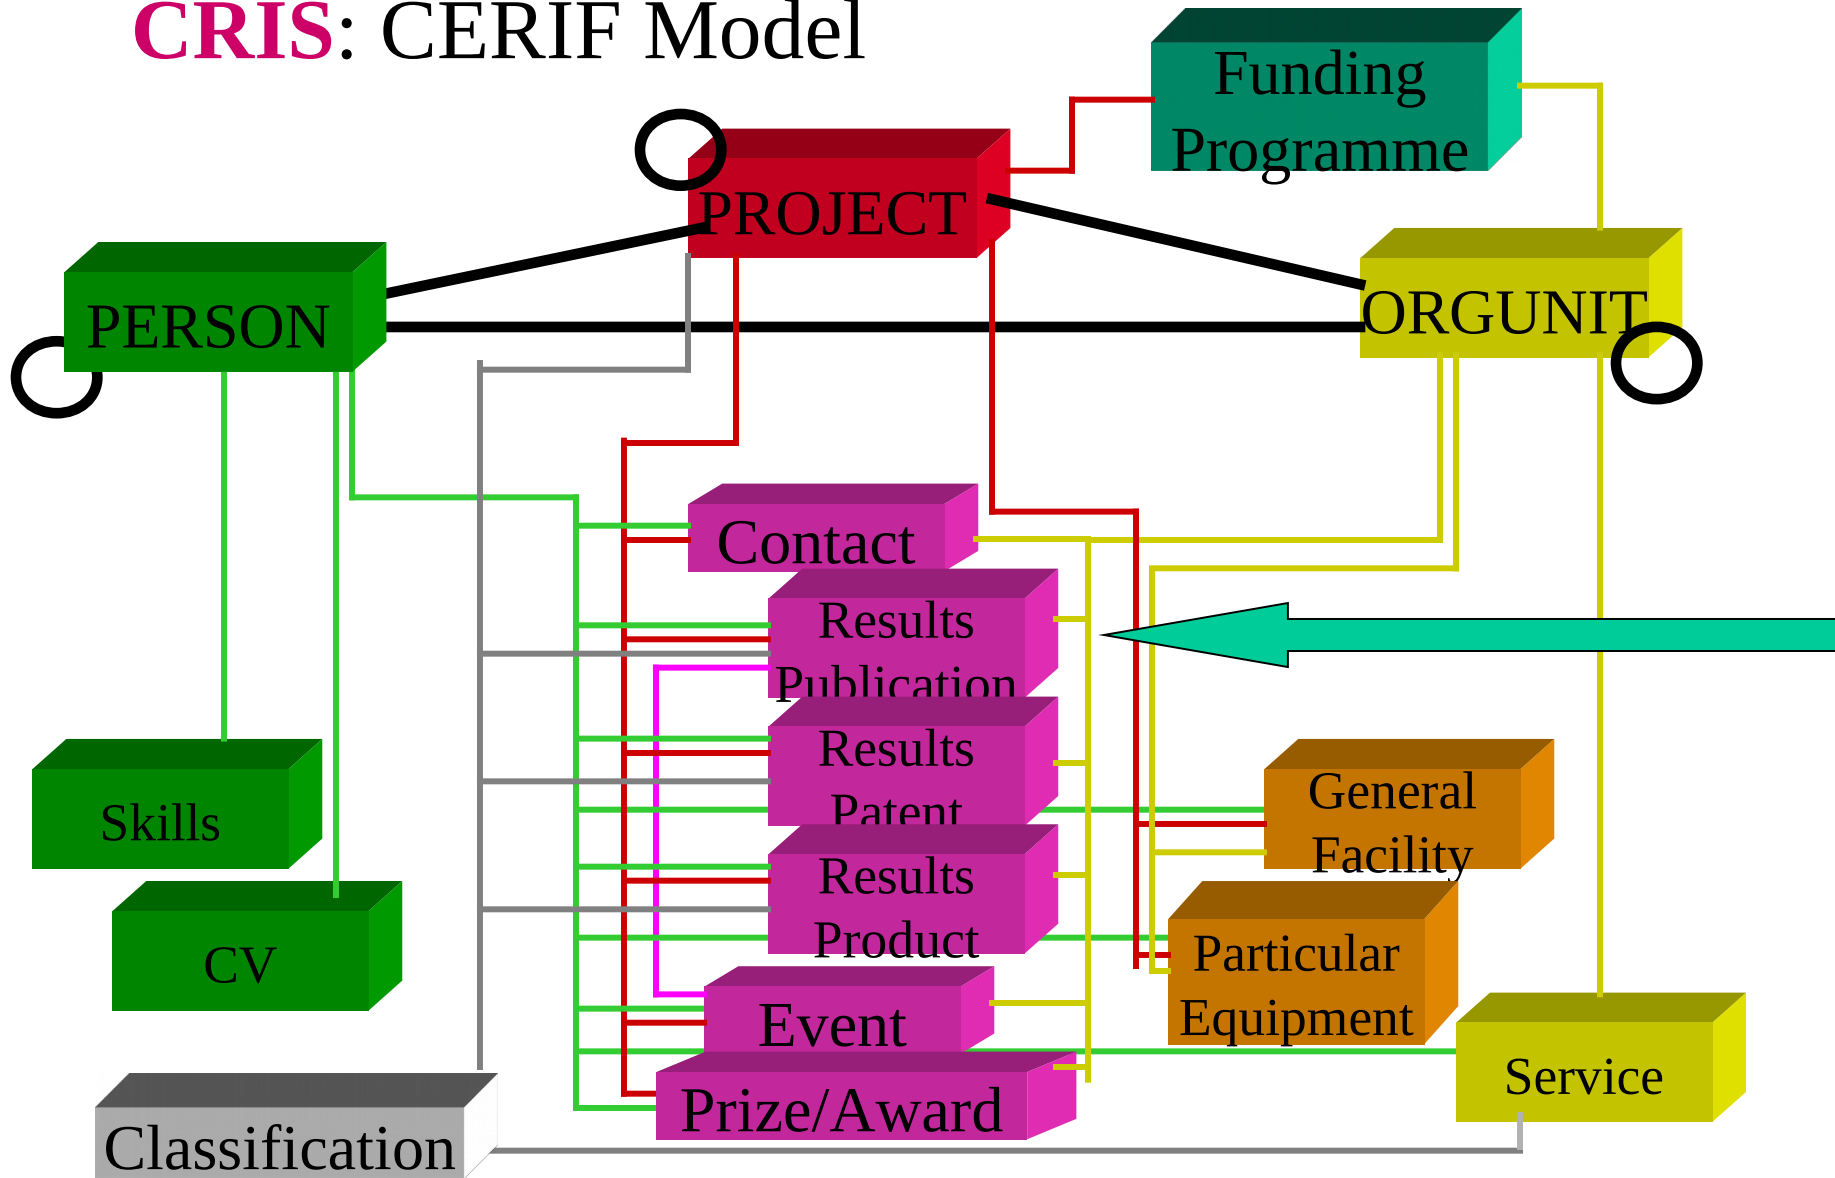 CRIS: CERIF Model
Funding
Programme
PROJECT
PERSON
ORGUNIT
Contact
Results
Publication
Results
Patent
General
Facility
Skills
Results
Product
CV
Particular
Equipment
Event
Service
Prize/Award
Classification